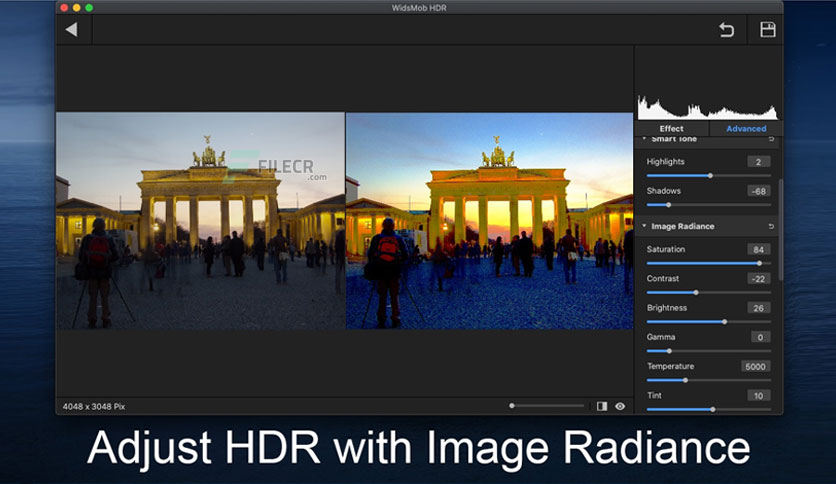 WidsMob HDR
FILECR
.com
Effect
Advanced
Smart Tone
Highlights 2
Shadows -68
Image Radiance
Saturation 84
Contrast -22
Brightness 26
Gamma 0
Temperature 5000
Tint 10
4048 x 3048 Pix
Adjust HDR with Image Radiance